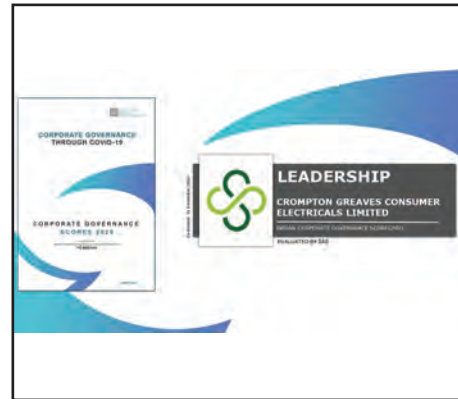 CORPORATE GOVERNANCE
THROUGH COVID-19
CORPORATE GOVERNANCE
SCORES 2020
LEADERSHIP
CROMPTON GREAVES CONSUMER
ELECTRICALS LIMITED
INDIAN CORPORATE GOVERNANCE SCORECARD
EVALUATED BY IiAS